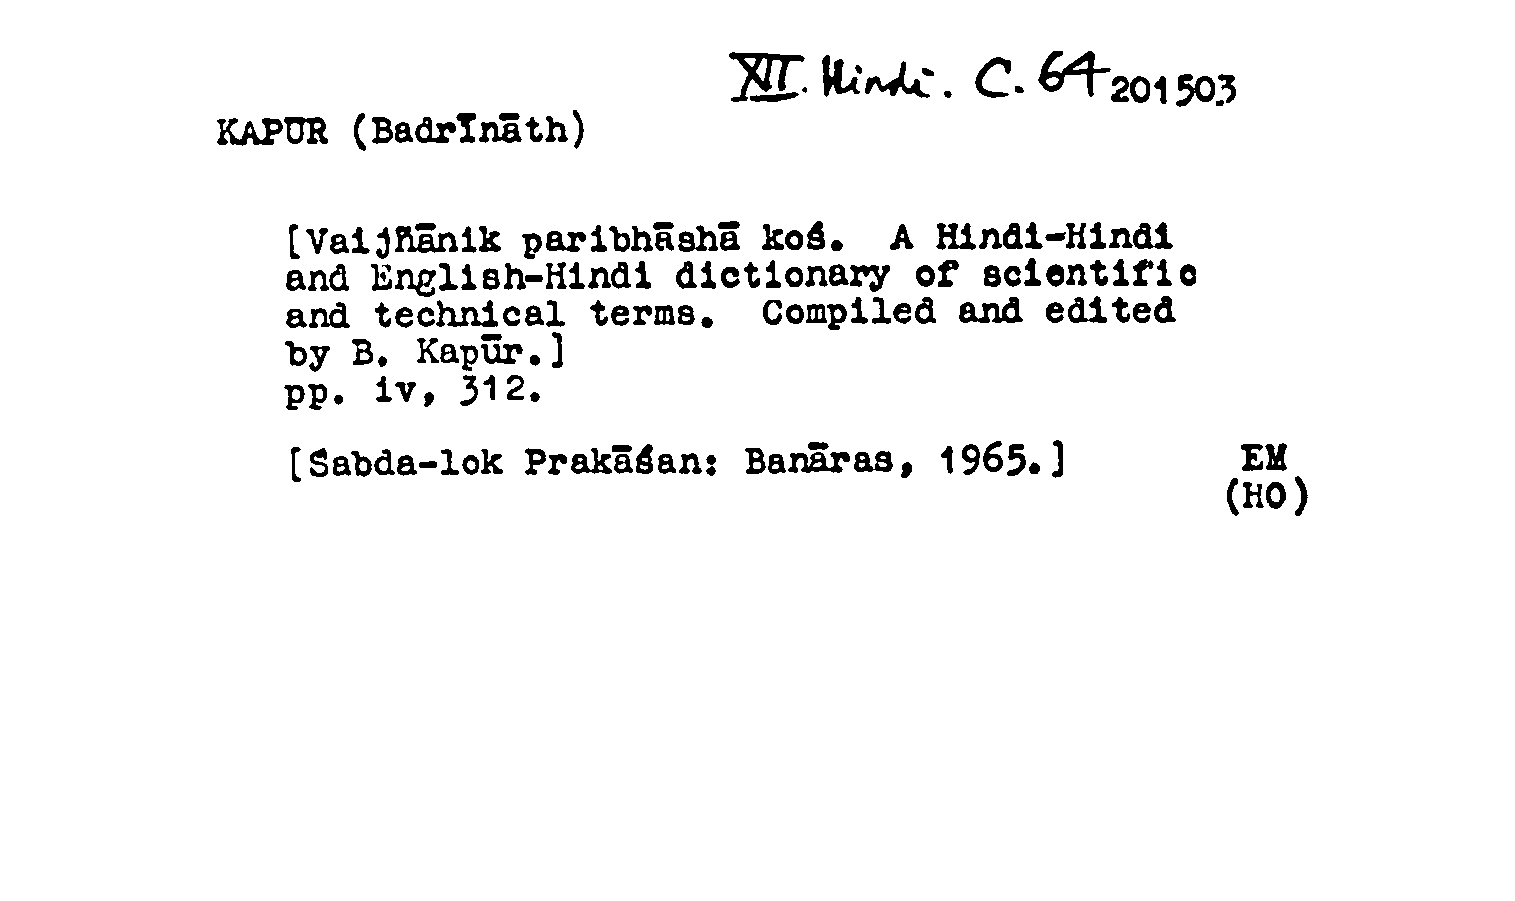 XII. Hindi. C. 64 201503
KAPŪR (Badrīnāth)
[Vaijñānik paribhāshā koś. A Hindi-Hindi
and English-Hindi dictionary of scientific
and technical terms. Compiled and edited
by B. Kapūr.]
pp. iv, 312.
[Śabda-lok Prakāśan: Banāras, 1965.] EM
(HO)